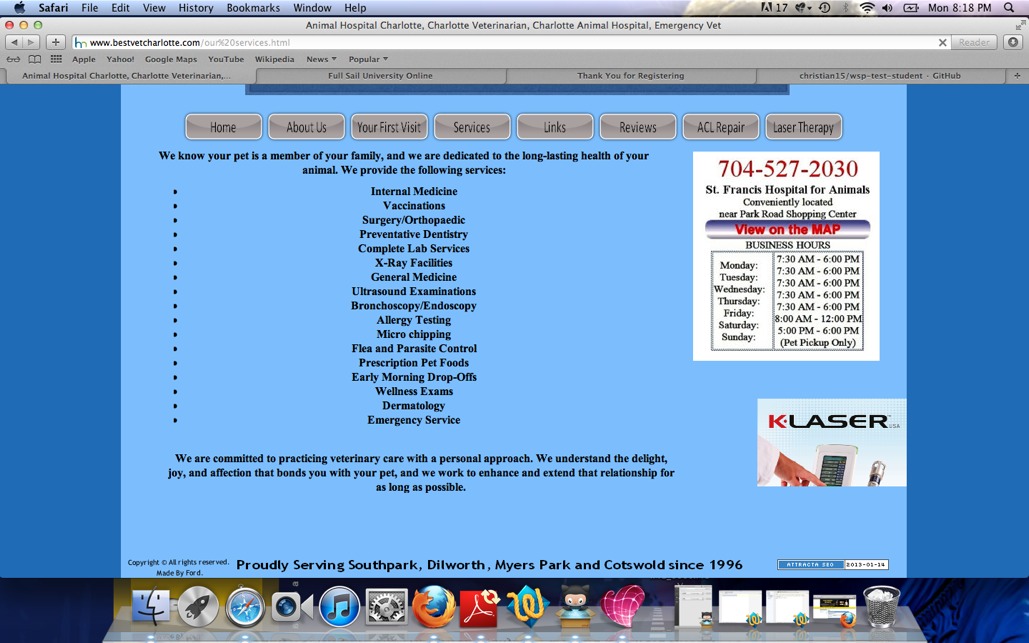 Safari File Edit View History Bookmarks Window Help 17 Mon 8:18 PM
Animal Hospital Charlotte, Charlotte Veterinarian, Charlotte Animal Hospital, Emergency Vet
www.bestvetcharlotte.com/our%20services.html Reader
Apple Yahoo! Google Maps YouTube Wikipedia News Popular
Animal Hospital Charlotte, Charlotte Veterinarian,... Full Sail University Online Thank You for Registering christian15/wsp-test-student - GitHub
Home About Us Your First Visit Services Links Reviews ACL Repair Laser Therapy
We know your pet is a member of your family, and we are dedicated to the long-lasting health of your
animal. We provide the following services:
• Internal Medicine
• Vaccinations
• Surgery/Orthopaedic
• Preventative Dentistry
• Complete Lab Services
• X-Ray Facilities
• General Medicine
• Ultrasound Examinations
• Bronchoscopy/Endoscopy
• Allergy Testing
• Micro chipping
• Flea and Parasite Control
• Prescription Pet Foods
• Early Morning Drop-Offs
• Wellness Exams
• Dermatology
• Emergency Service
We are committed to practicing veterinary care with a personal approach. We understand the delight,
joy, and affection that bonds you with your pet, and we work to enhance and extend that relationship for
as long as possible.
704-527-2030
St. Francis Hospital for Animals
Conveniently located
near Park Road Shopping Center
View on the MAP
BUSINESS HOURS
Monday:
Tuesday:
Wednesday:
Thursday:
Friday:
Saturday:
Sunday:
7:30 AM - 6:00 PM
7:30 AM - 6:00 PM
7:30 AM - 6:00 PM
7:30 AM - 6:00 PM
7:30 AM - 6:00 PM
8:00 AM - 12:00 PM
5:00 PM - 6:00 PM
(Pet Pickup Only)
K-LASER USA
Copyright © All rights reserved.
Made By Ford.
Proudly Serving Southpark, Dilworth, Myers Park and Cotswold since 1996
ATTRACTA SEO 2013-01-14